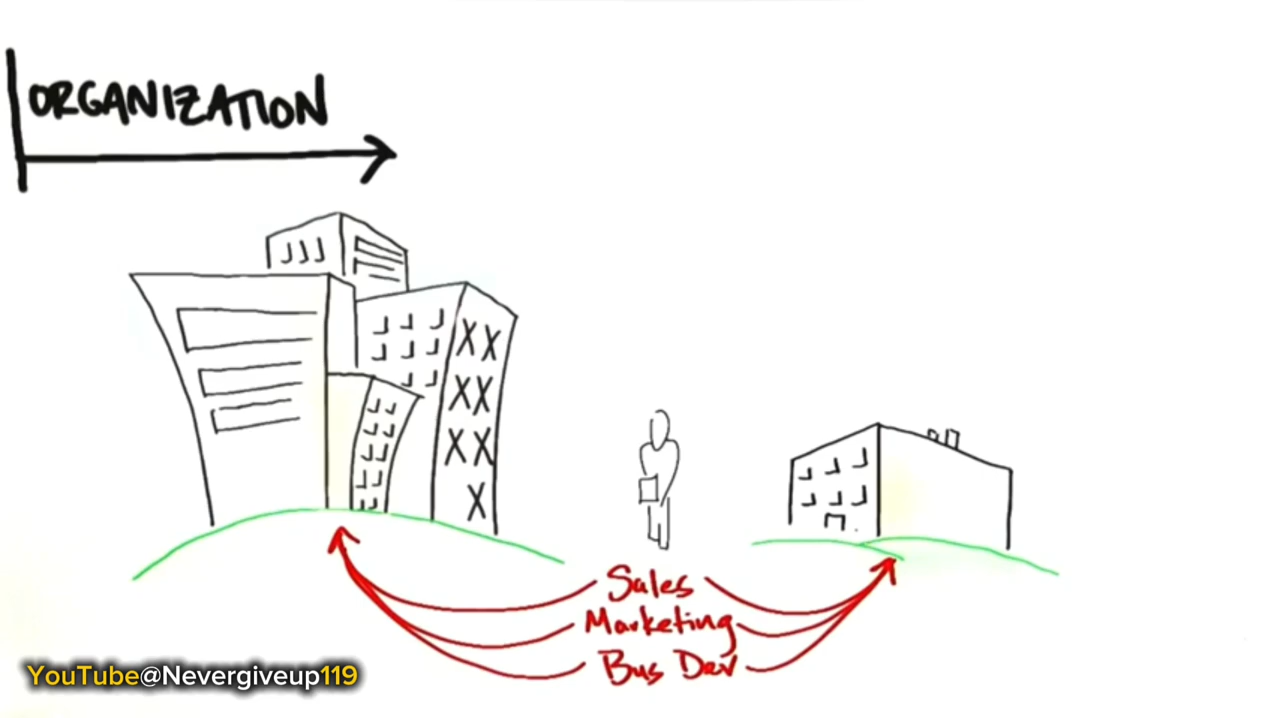 ORGANIZATION
Sales
Marketing
Bus Dev
YouTube@Nevergiveup119